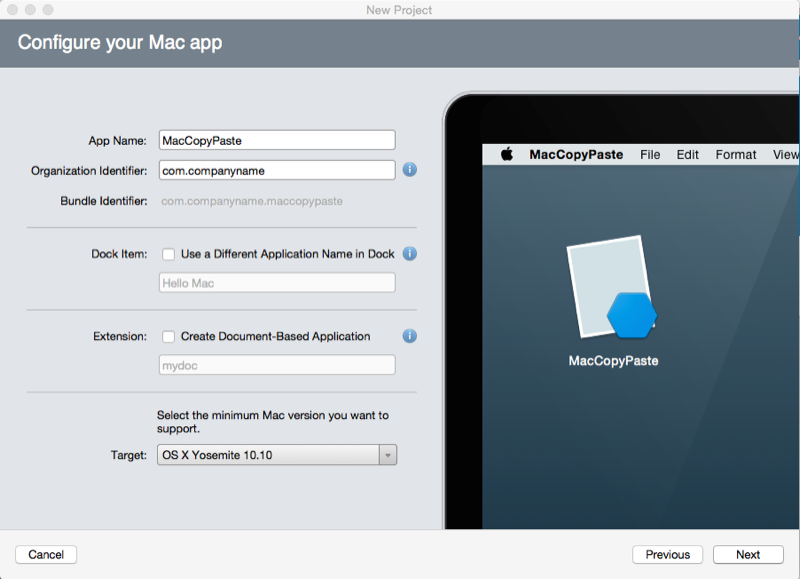 New Project
Configure your Mac app
App Name: MacCopyPaste
Organization Identifier: com.companyname
Bundle Identifier: com.companyname.maccopypaste
Dock Item: Use a Different Application Name in Dock
Hello Mac
Extension: Create Document-Based Application
mydoc
Select the minimum Mac version you want to
support.
Target: OS X Yosemite 10.10
MacCopyPaste File Edit Format View
MacCopyPaste
Cancel Previous Next